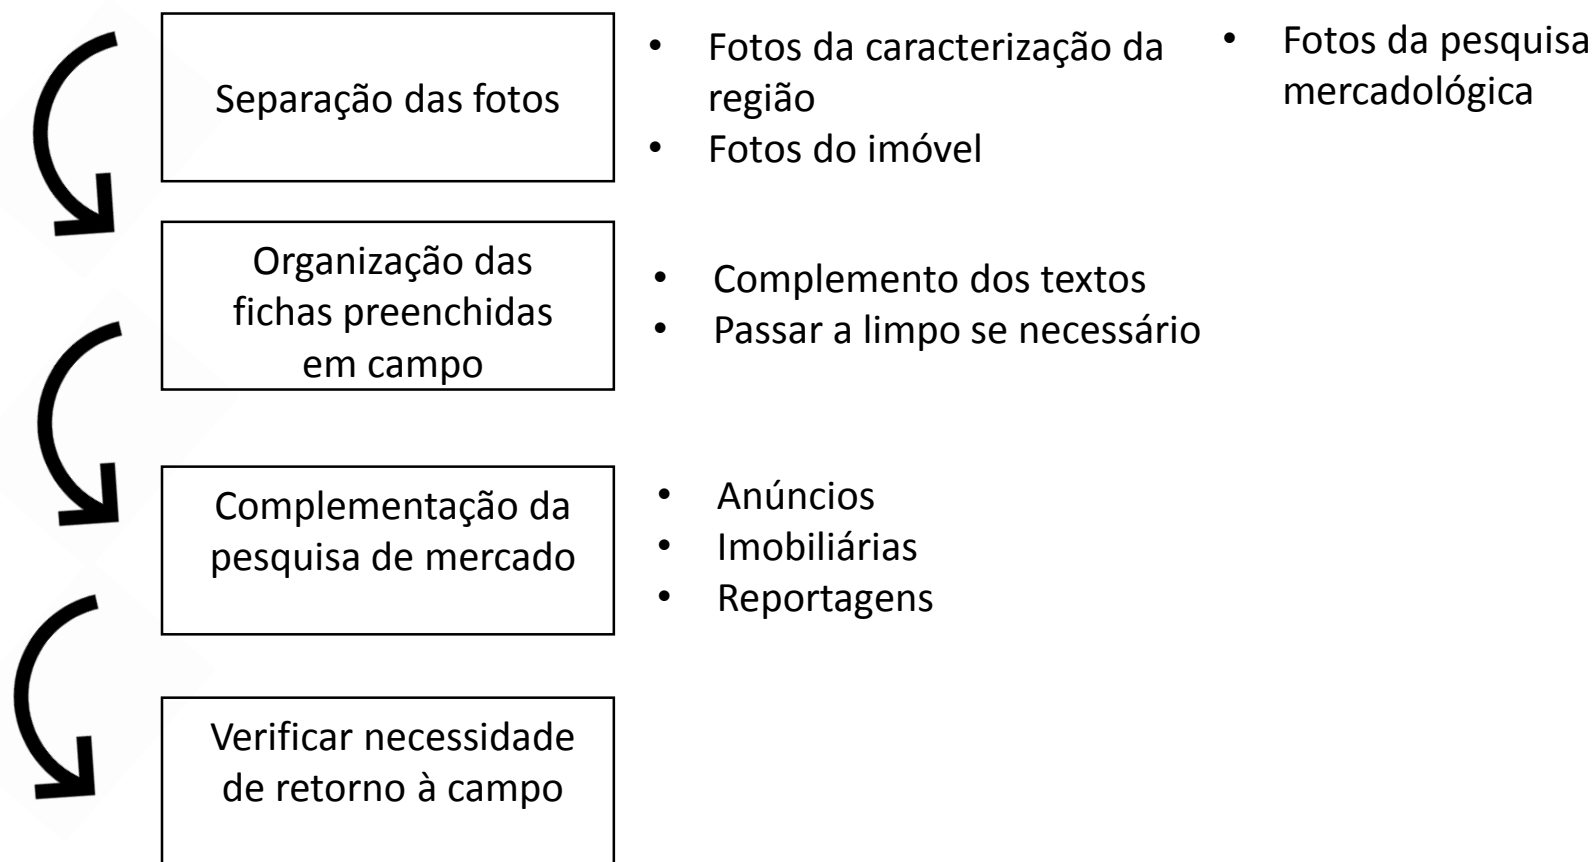 Separação das fotos
• Fotos da caracterização da
região
• Fotos do imóvel
• Fotos da pesquisa
mercadológica
Organização das
fichas preenchidas
em campo
• Complemento dos textos
• Passar a limpo se necessário
Complementação da
pesquisa de mercado
• Anúncios
• Imobiliárias
• Reportagens
Verificar necessidade
de retorno à campo